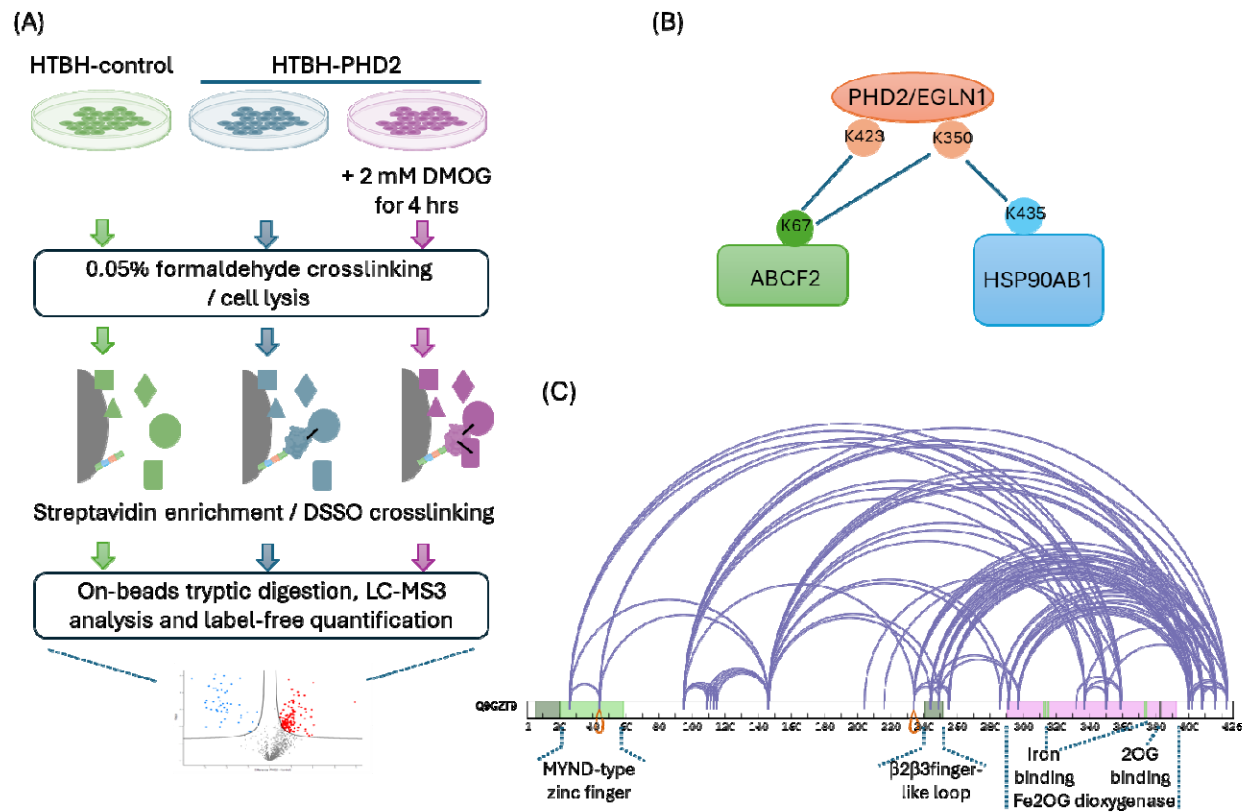 (A)
HTBH-control
HTBH-PHD2
+ 2 mM DMOG
for 4 hrs
0.05% formaldehyde crosslinking
/ cell lysis
Streptavidin enrichment / DSSO crosslinking
On-beads tryptic digestion, LC-MS3
analysis and label-free quantification
(B)
PHD2/EGLN1
K423
K350
K67
K435
ABCF2
HSP90AB1
(C)
Q9GZT9
1 20 40 60 80 100 120 140 160 180 200 220 240 260 280 300 320 340 360 380 400 426
MYND-type
zinc finger
β2β3finger-
like loop
Iron
binding
2OG
binding
Fe2OG dioxygenase